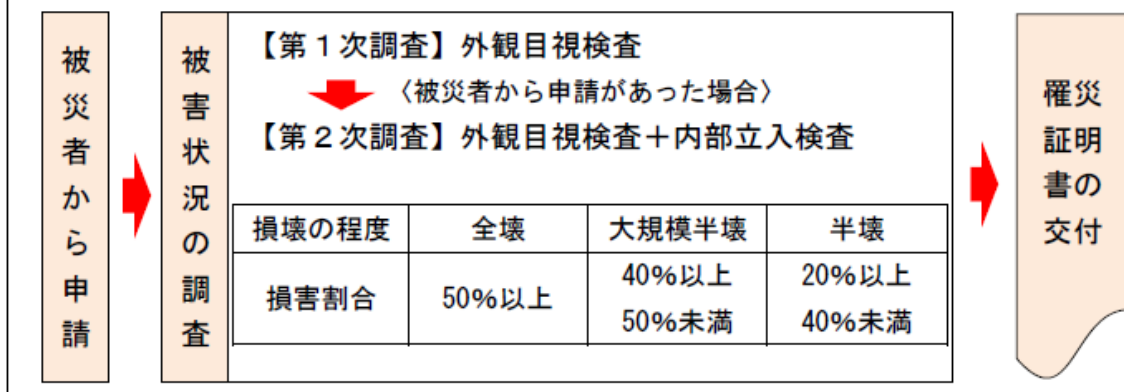 被災者から申請
被害状況の調査
【第１次調査】外観目視検査
〈被災者から申請があった場合〉
【第２次調査】外観目視検査＋内部立入検査
損壊の程度 全壊 大規模半壊 半壊
損害割合 50%以上 40%以上 50%未満 20%以上 40%未満
罹災
証明
書の
交付